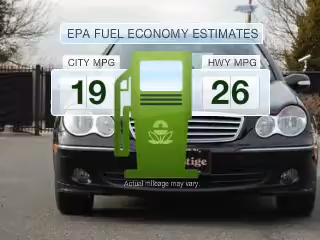 EPA FUEL ECONOMY ESTIMATES
CITY MPG
HWY MPG
19
26
Actual mileage may vary.